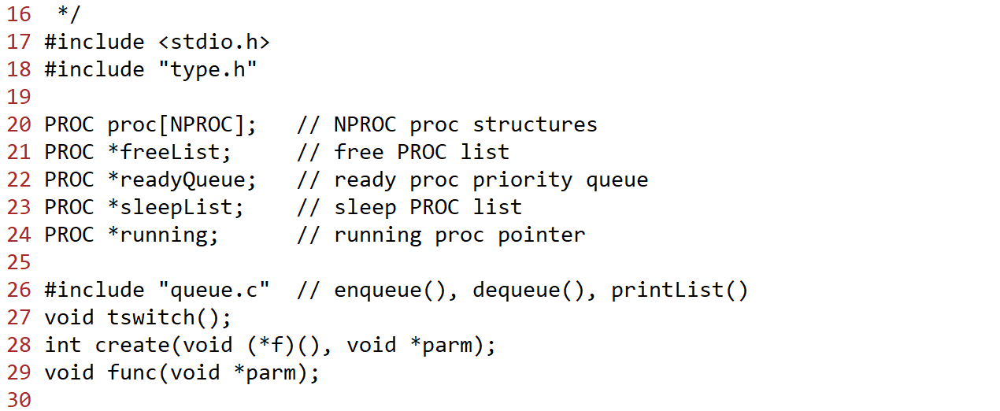 16  */
17 #include <stdio.h>
18 #include "type.h"
19
20 PROC proc[NPROC];   // NPROC proc structures
21 PROC *freeList;     // free PROC list
22 PROC *readyQueue;   // ready proc priority queue
23 PROC *sleepList;    // sleep PROC list
24 PROC *running;      // running proc pointer
25
26 #include "queue.c"  // enqueue(), dequeue(), printList()
27 void tswitch();
28 int create(void (*f)(), void *parm);
29 void func(void *parm);
30